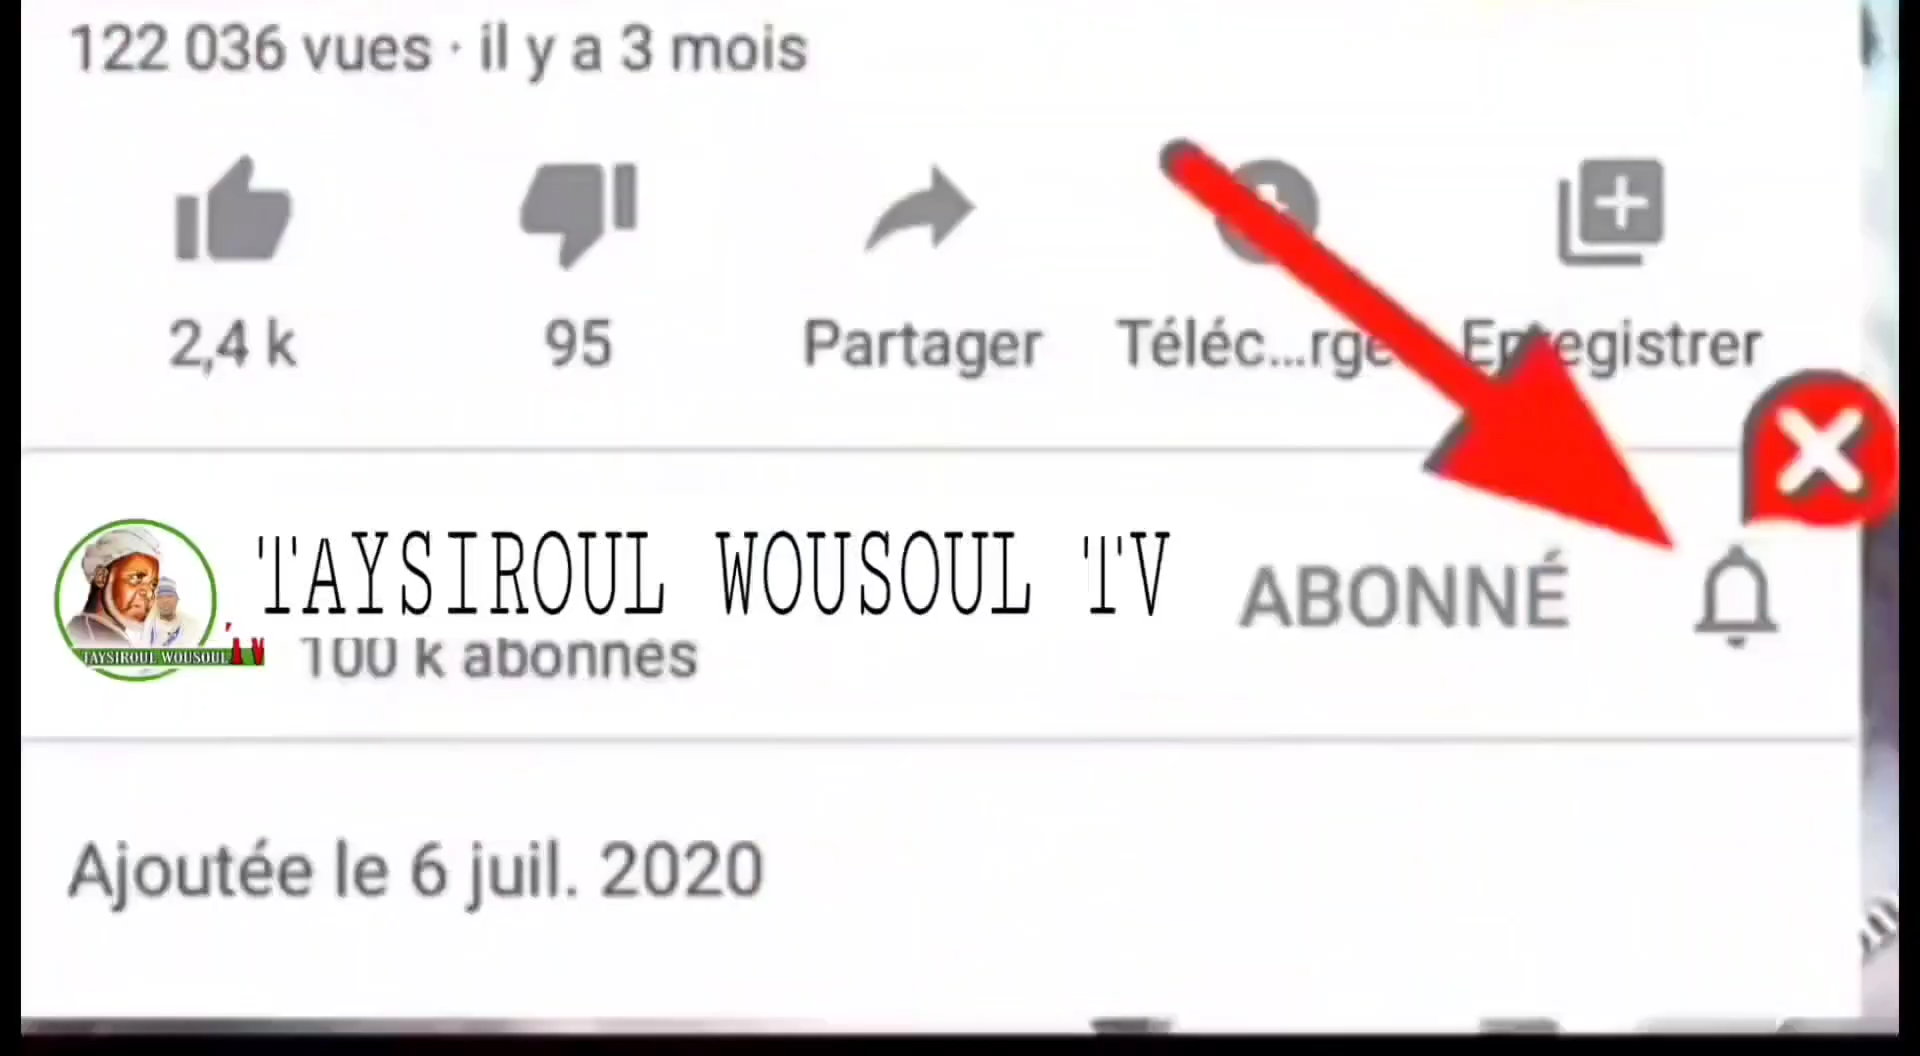 122 036 vues · il y a 3 mois
2,4 k
95
Partager
Téléc...rge
Enregistrer
TAYSIROUL WOUSOUL TV
ABONNÉ
TAYSIROUL WOUSOUL TV
100 k abonnés
Ajoutée le 6 juil. 2020